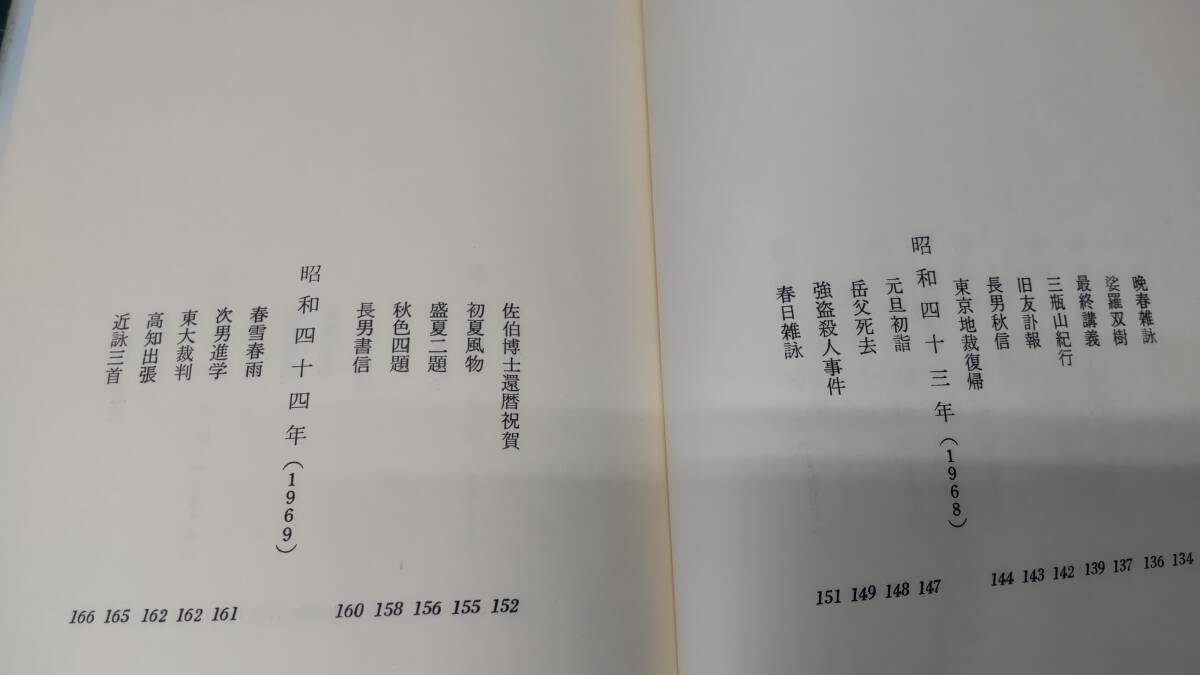 晩春雑詠 134
娑羅双樹 136
最終講義 137
三瓶山紀行 139
旧友訃報 142
長男秋信 143
東京地裁復帰 144
昭和四十三年(1968)
元旦初詣 147
岳父死去 148
強盗殺人事件 149
春日雑詠 151
佐伯博士還暦祝賀 152
初夏風物 155
盛夏二題 156
秋色四題 158
長男書信 160
昭和四十四年(1969)
春雪春雨 161
次男進学 162
東大裁判 162
高知出張 165
近詠三首 166